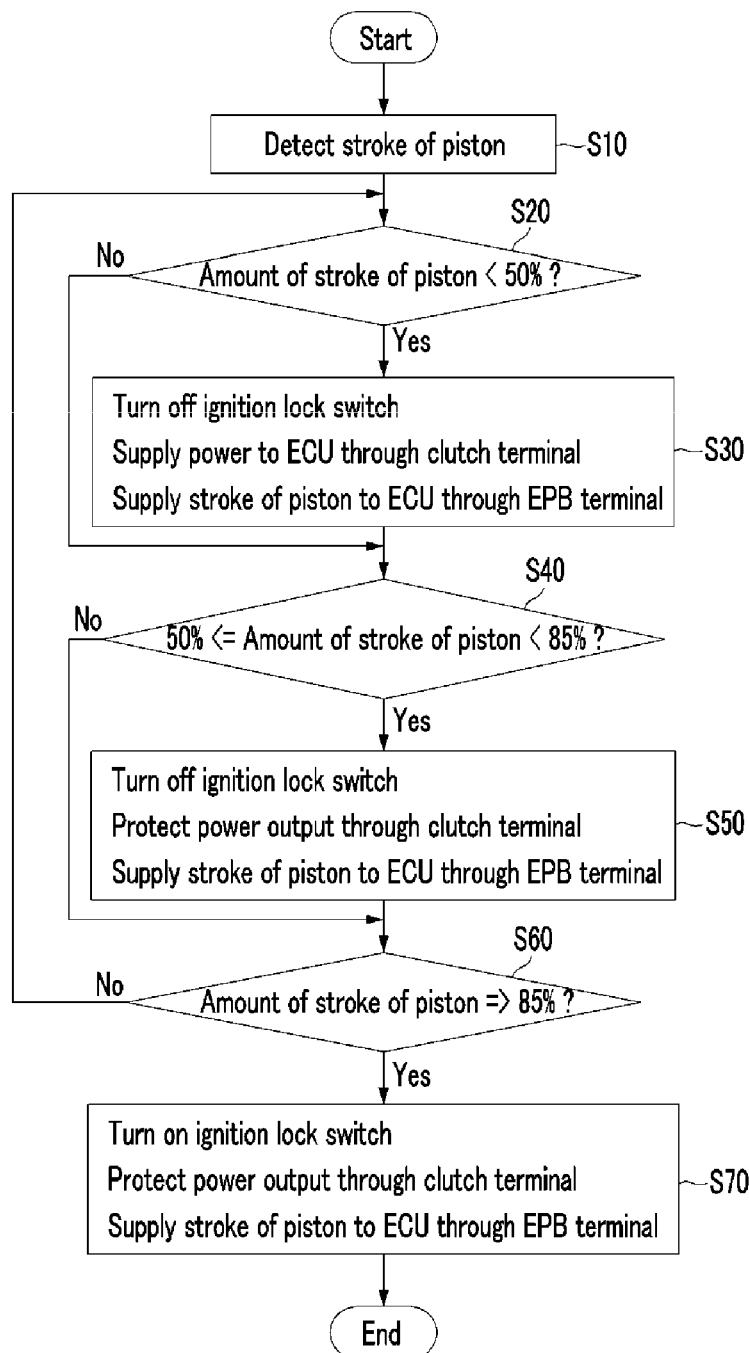 Start
Detect stroke of piston
S10
S20
No
Amount of stroke of piston < 50% ?
Yes
Turn off ignition lock switch
Supply power to ECU through clutch terminal
Supply stroke of piston to ECU through EPB terminal
S30
S40
No
50% <= Amount of stroke of piston < 85% ?
Yes
Turn off ignition lock switch
Protect power output through clutch terminal
Supply stroke of piston to ECU through EPB terminal
S50
S60
No
Amount of stroke of piston => 85% ?
Yes
Turn on ignition lock switch
Protect power output through clutch terminal
Supply stroke of piston to ECU through EPB terminal
S70
End